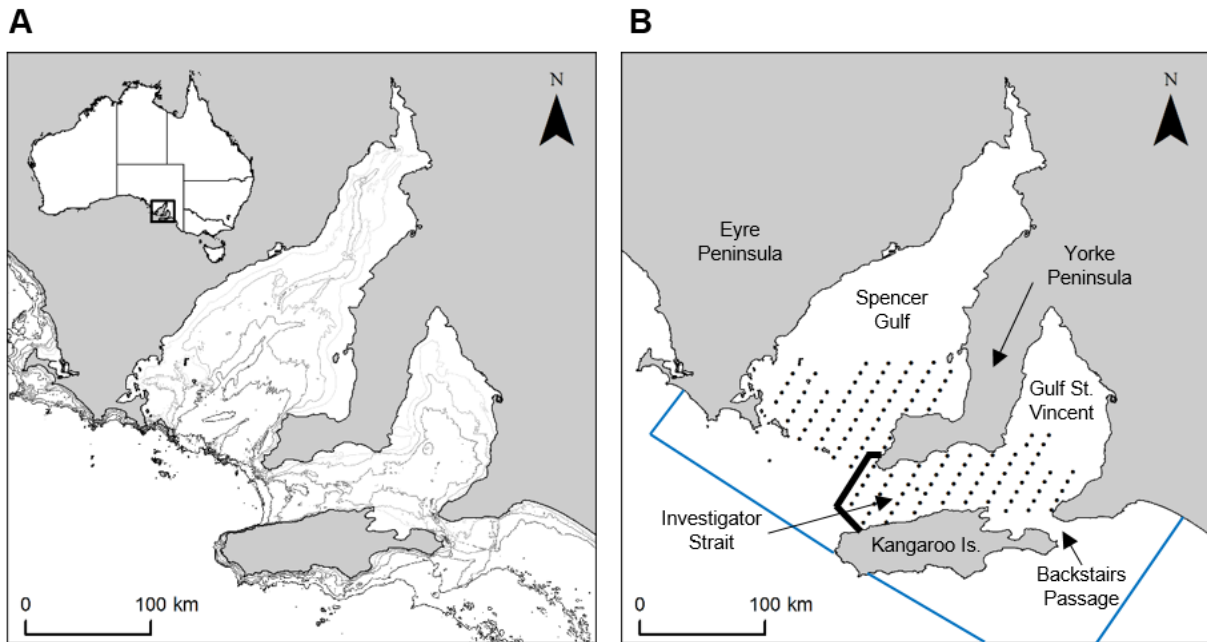 A
N
0
100 km
B
N
Eyre
Peninsula
Yorke
Peninsula
Spencer
Gulf
Gulf St.
Vincent
Investigator
Strait
Kangaroo Is.
Backstairs
Passage
0
100 km